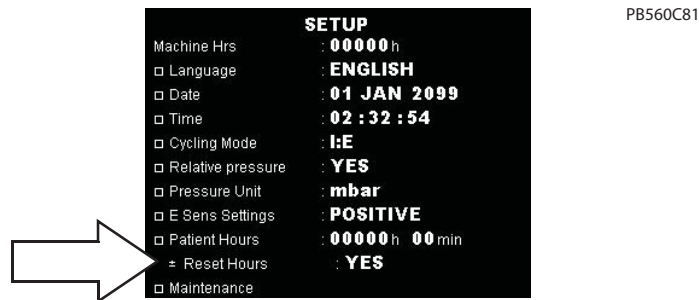 PB560C81
SETUP
Machine Hrs : 00000 h
Language : ENGLISH
Date : 01 JAN 2099
Time : 02 : 32 : 54
Cycling Mode : I:E
Relative pressure : YES
Pressure Unit : mbar
E Sens Settings : POSITIVE
Patient Hours : 00000 h 00 min
± Reset Hours : YES
Maintenance